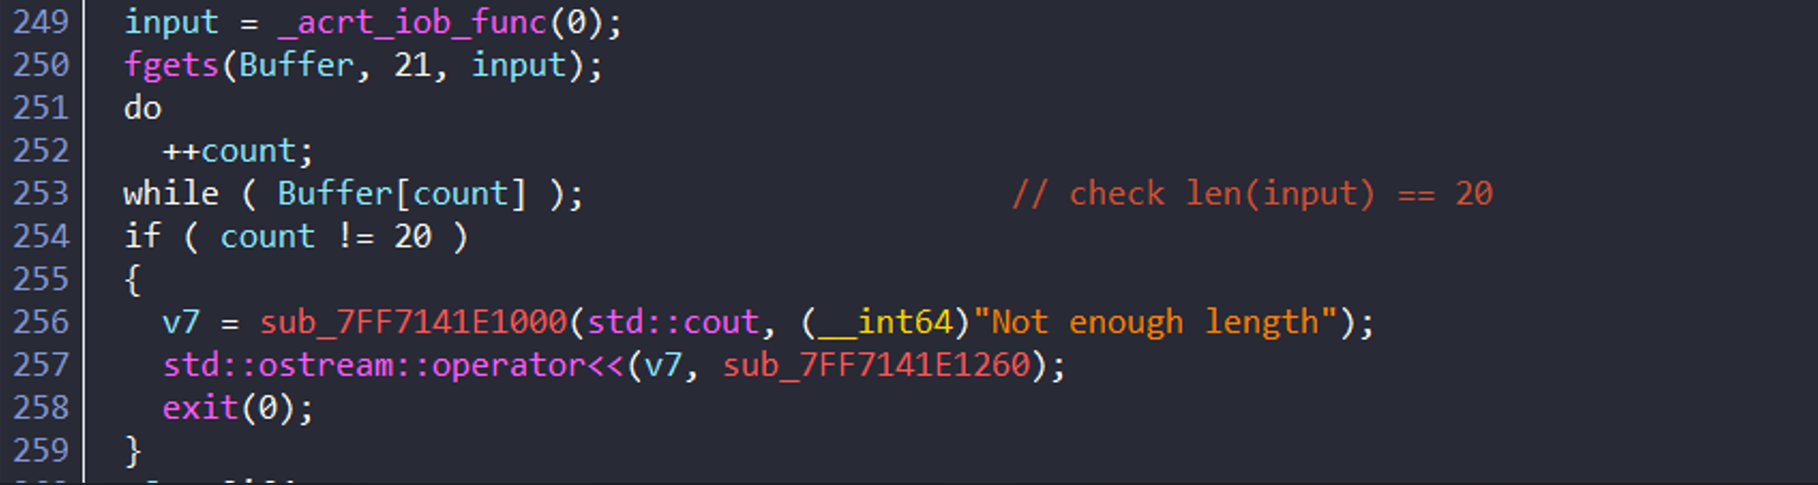 249 input = _acrt_iob_func(0);
250 fgets(Buffer, 21, input);
251 do
252 ++count;
253 while ( Buffer[count] ); // check len(input) == 20
254 if ( count != 20 )
255 {
256 v7 = sub_7FF7141E1000(std::cout, (__int64)"Not enough length");
257 std::ostream::operator<<(v7, sub_7FF7141E1260);
258 exit(0);
259 }